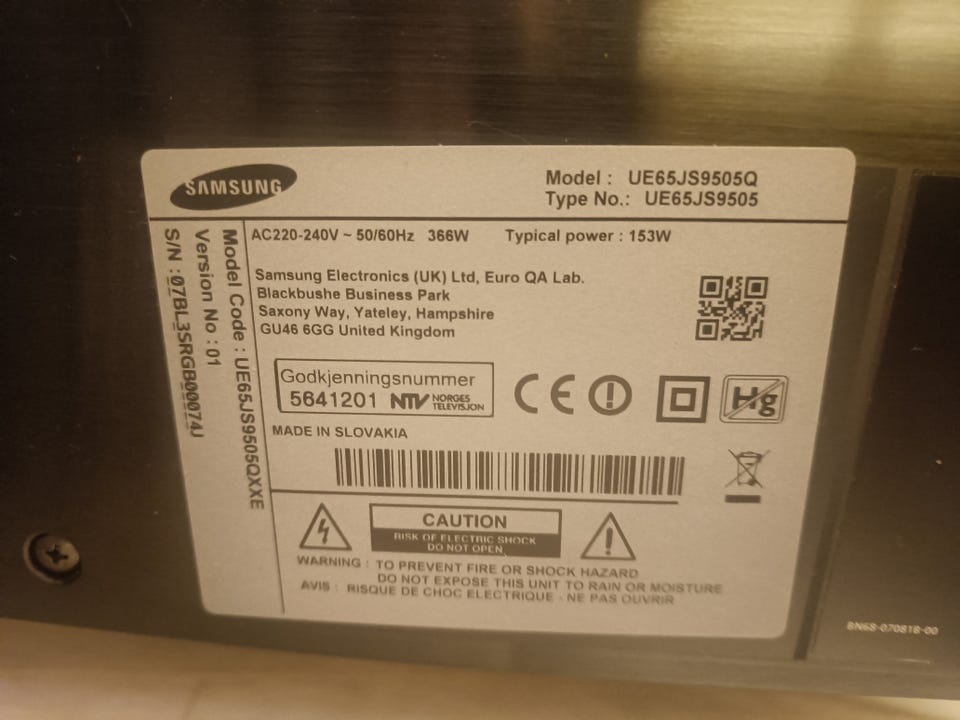 SAMSUNG
Model : UE65JS9505Q
Type No.: UE65JS9505
AC220-240V ~ 50/60Hz 366W Typical power : 153W
Model Code : UE65JS9505QXXE
Version No : 01
S/N : 07BL3SRGB00074J
Samsung Electronics (UK) Ltd, Euro QA Lab.
Blackbushe Business Park
Saxony Way, Yateley, Hampshire
GU46 6GG United Kingdom
Godkjenningsnummer
5641201 NTV NORGES
TELEVISJON
CE
Hg
MADE IN SLOVAKIA
CAUTION
RISK OF ELECTRIC SHOCK
DO NOT OPEN
WARNING : TO PREVENT FIRE OR SHOCK HAZARD
DO NOT EXPOSE THIS UNIT TO RAIN OR MOISTURE
AVIS : RISQUE DE CHOC ELECTRIQUE - NE PAS OUVRIR
BN68-07081B-00